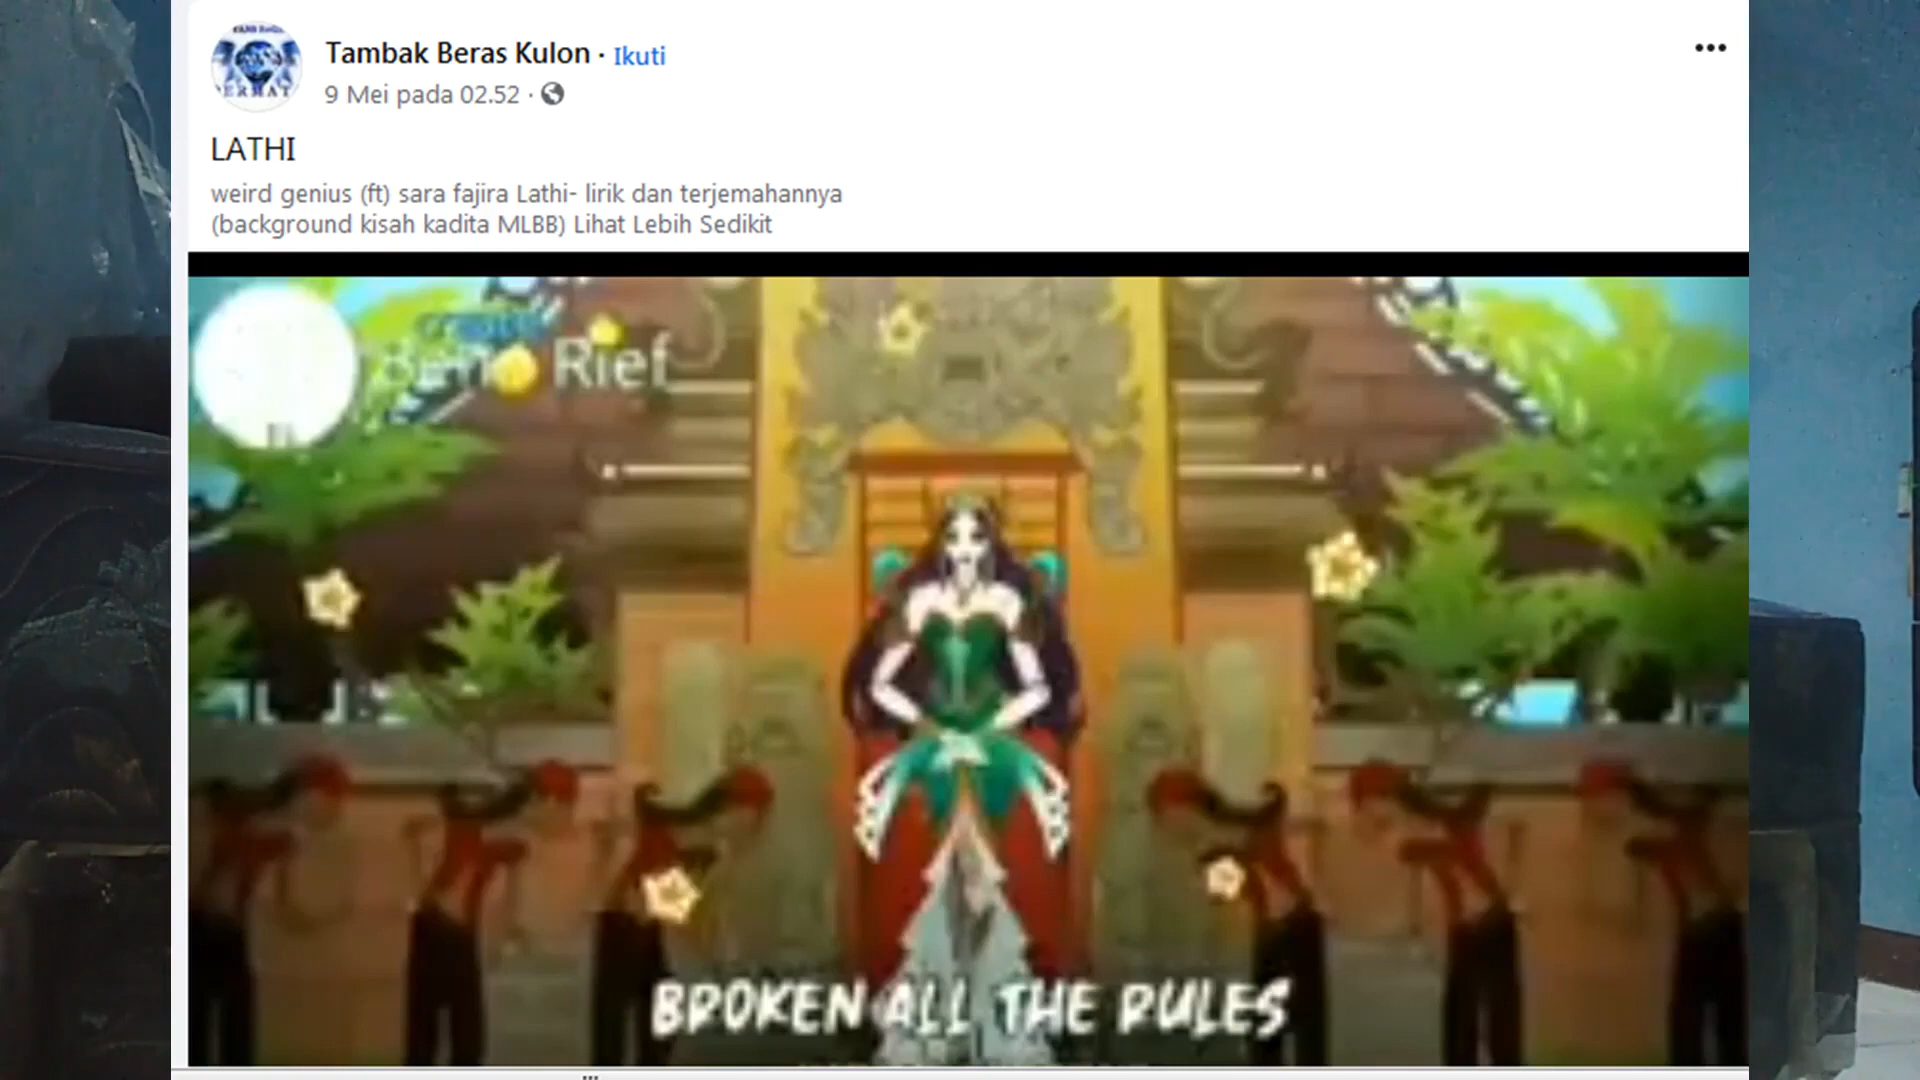 Tambak Beras Kulon · Ikuti
9 Mei pada 02.52 ·
LATHI
weird genius (ft) sara fajira Lathi- lirik dan terjemahannya
(background kisah kadita MLBB) Lihat Lebih Sedikit
Rief
BROKEN ALL THE RULES